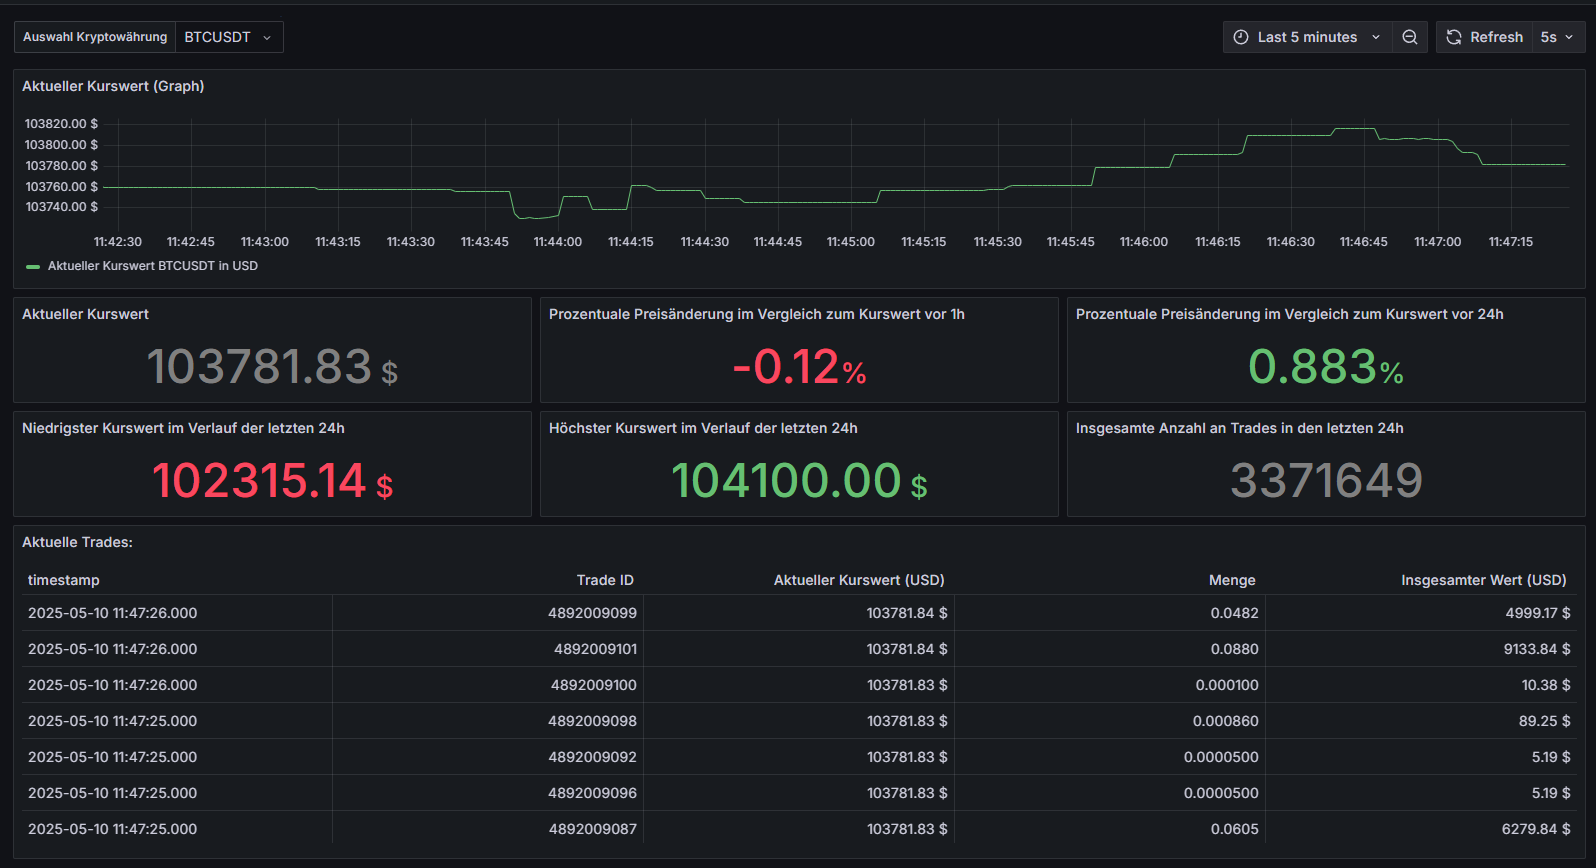 Auswahl Kryptowährung BTCUSDT Last 5 minutes Refresh 5s
Aktueller Kurswert (Graph)
103820.00 $
103800.00 $
103780.00 $
103760.00 $
103740.00 $
11:42:30 11:42:45 11:43:00 11:43:15 11:43:30 11:43:45 11:44:00 11:44:15 11:44:30 11:44:45 11:45:00 11:45:15 11:45:30 11:45:45 11:46:00 11:46:15 11:46:30 11:46:45 11:47:00 11:47:15
Aktueller Kurswert BTCUSDT in USD
Aktueller Kurswert
103781.83 $
Prozentuale Preisänderung im Vergleich zum Kurswert vor 1h
-0.12%
Prozentuale Preisänderung im Vergleich zum Kurswert vor 24h
0.883%
Niedrigster Kurswert im Verlauf der letzten 24h
102315.14 $
Höchster Kurswert im Verlauf der letzten 24h
104100.00 $
Insgesamte Anzahl an Trades in den letzten 24h
3371649
Aktuelle Trades:
timestamp Trade ID Aktueller Kurswert (USD) Menge Insgesamter Wert (USD)
2025-05-10 11:47:26.000 4892009099 103781.84 $ 0.0482 4999.17 $
2025-05-10 11:47:26.000 4892009101 103781.84 $ 0.0880 9133.84 $
2025-05-10 11:47:26.000 4892009100 103781.83 $ 0.000100 10.38 $
2025-05-10 11:47:25.000 4892009098 103781.83 $ 0.000860 89.25 $
2025-05-10 11:47:25.000 4892009092 103781.83 $ 0.0000500 5.19 $
2025-05-10 11:47:25.000 4892009096 103781.83 $ 0.0000500 5.19 $
2025-05-10 11:47:25.000 4892009087 103781.83 $ 0.0605 6279.84 $